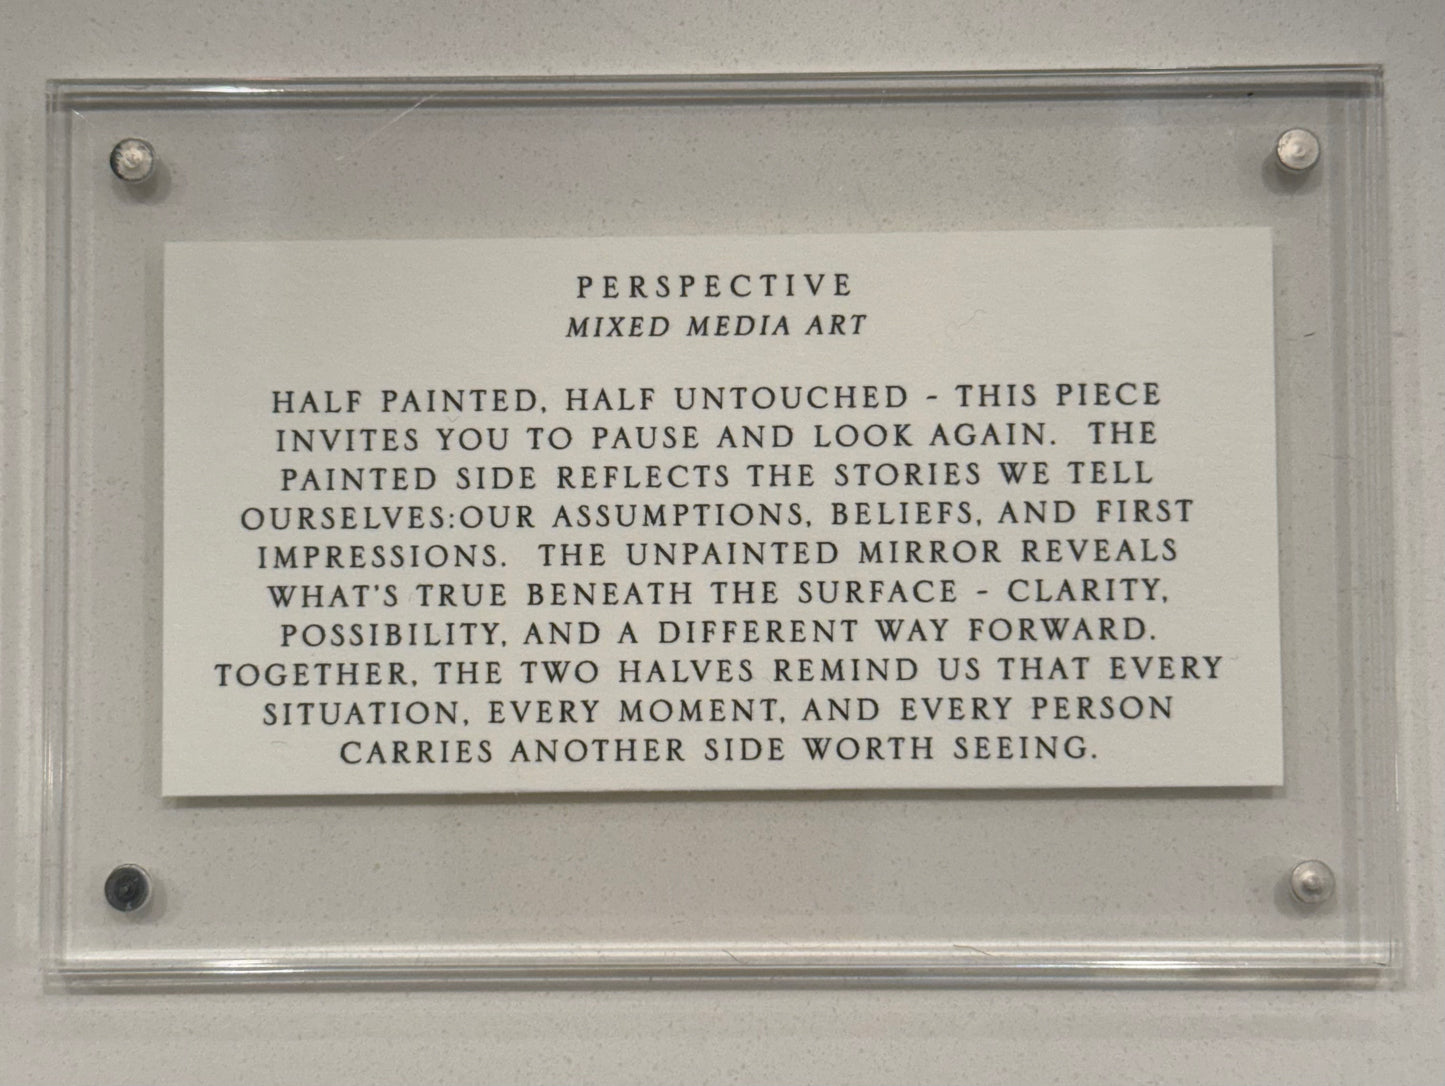 PERSPECTIVE
MIXED MEDIA ART
HALF PAINTED, HALF UNTOUCHED - THIS PIECE
INVITES YOU TO PAUSE AND LOOK AGAIN. THE
PAINTED SIDE REFLECTS THE STORIES WE TELL
OURSELVES:OUR ASSUMPTIONS, BELIEFS, AND FIRST
IMPRESSIONS. THE UNPAINTED MIRROR REVEALS
WHAT'S TRUE BENEATH THE SURFACE - CLARITY,
POSSIBILITY, AND A DIFFERENT WAY FORWARD.
TOGETHER, THE TWO HALVES REMIND US THAT EVERY
SITUATION, EVERY MOMENT, AND EVERY PERSON
CARRIES ANOTHER SIDE WORTH SEEING.